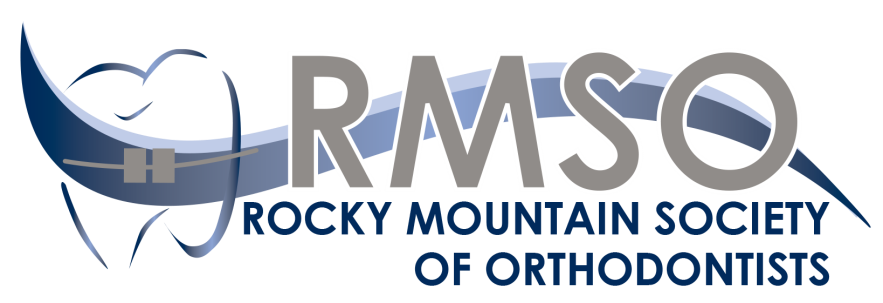 RMSO
ROCKY MOUNTAIN SOCIETY
OF ORTHODONTISTS